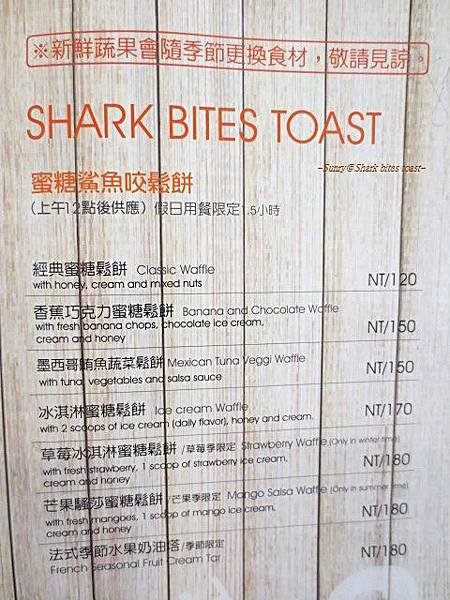 ※新鮮蔬果會隨季節更換食材，敬請見諒。
SHARK BITES TOAST
~Sunry@Shark bites toast~
蜜糖鯊魚咬鬆餅
（上午12點後供應）假日用餐限定1.5小時
經典蜜糖鬆餅 Classic Waffle
with honey, cream and mixed nuts NT/120
香蕉巧克力蜜糖鬆餅 Banana and Chocolate Waffle
with fresh banana chops, chocolate ice cream, NT/150
cream and honey
墨西哥鮪魚蔬菜鬆餅 Mexican Tuna Veggi Waffle
with tuna, vegetables and salsa sauce NT/150
冰淇淋蜜糖鬆餅 Ice cream Waffle NT/170
with 2 scoops of ice cream (daily flavor), honey and cream.
草莓冰淇淋蜜糖鬆餅 /草莓季限定 Strawberry Waffle (Only in winter time)
with fresh strawberry, 1 scoop of strawberry ice cream, NT/180
cream and honey
芒果騷莎蜜糖鬆餅 /芒果季限定 Mango Salsa Waffle (Only in summer time)
with fresh mangoes, 1 scoop of mango ice cream, NT/180
cream and honey
法式季節水果奶油塔 /季節限定 NT/180
French Seasonal Fruit Cream Tar